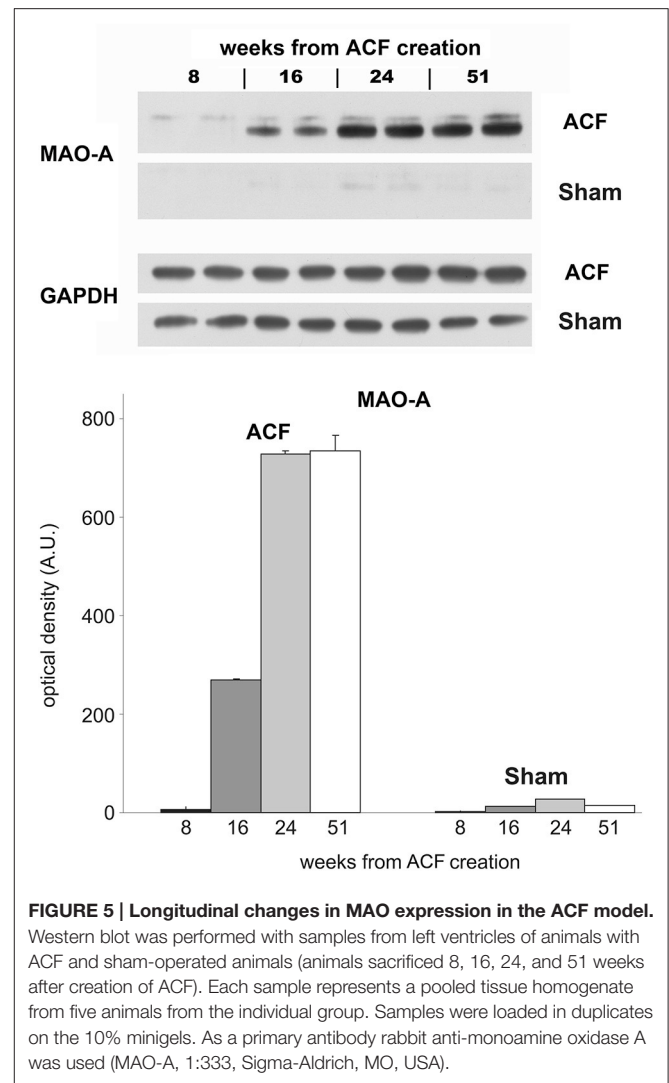 weeks from ACF creation
8 | 16 | 24 | 51
MAO-A
ACF
Sham
GAPDH
ACF
Sham
MAO-A
ACF
Sham
optical density (A.U.)
800
600
400
200
0
8 16 24 51 8 16 24 51
weeks from ACF creation
FIGURE 5 | Longitudinal changes in MAO expression in the ACF model.
Western blot was performed with samples from left ventricles of animals with
ACF and sham-operated animals (animals sacrificed 8, 16, 24, and 51 weeks
after creation of ACF). Each sample represents a pooled tissue homogenate
from five animals from the individual group. Samples were loaded in duplicates
on the 10% minigels. As a primary antibody rabbit anti-monoamine oxidase A
was used (MAO-A, 1:333, Sigma-Aldrich, MO, USA).